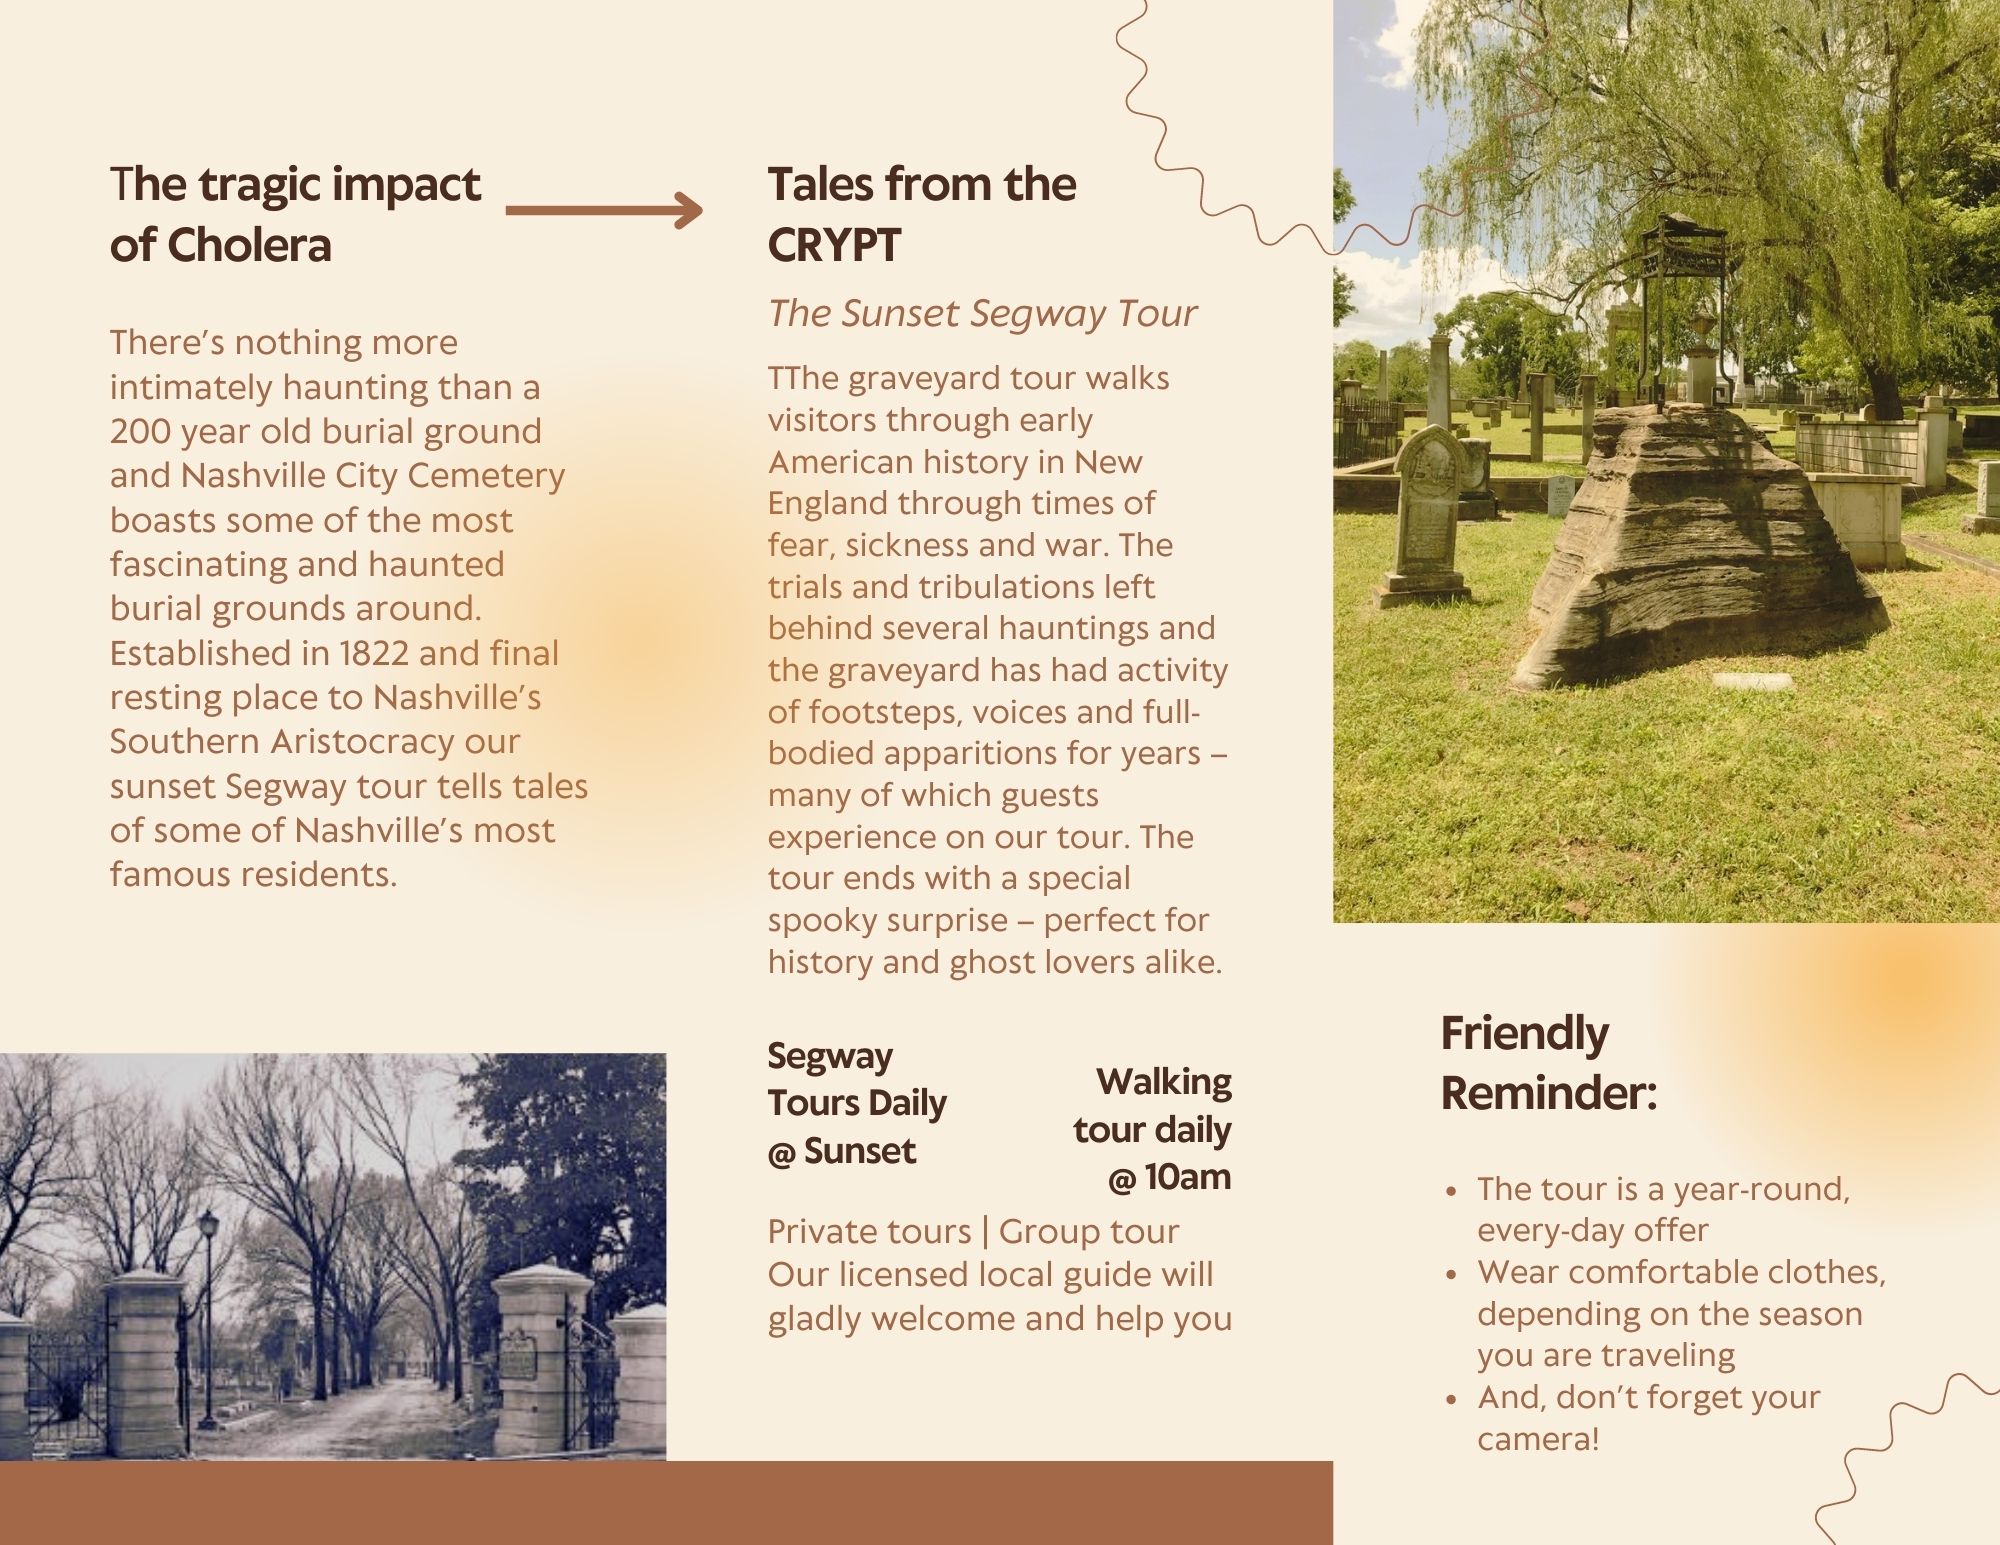 The tragic impact
of Cholera
There's nothing more
intimately haunting than a
200 year old burial ground
and Nashville City Cemetery
boasts some of the most
fascinating and haunted
burial grounds around.
Established in 1822 and final
resting place to Nashville's
Southern Aristocracy our
sunset Segway tour tells tales
of some of Nashville's most
famous residents.
Tales from the
CRYPT
The Sunset Segway Tour
TThe graveyard tour walks
visitors through early
American history in New
England through times of
fear, sickness and war. The
trials and tribulations left
behind several hauntings and
the graveyard has had activity
of footsteps, voices and full-
bodied apparitions for years –
many of which guests
experience on our tour. The
tour ends with a special
spooky surprise – perfect for
history and ghost lovers alike.
Segway
Tours Daily
@ Sunset
Walking
tour daily
@ 10am
Private tours | Group tour
Our licensed local guide will
gladly welcome and help you
Friendly
Reminder:
• The tour is a year-round,
every-day offer
• Wear comfortable clothes,
depending on the season
you are traveling
• And, don't forget your
camera!